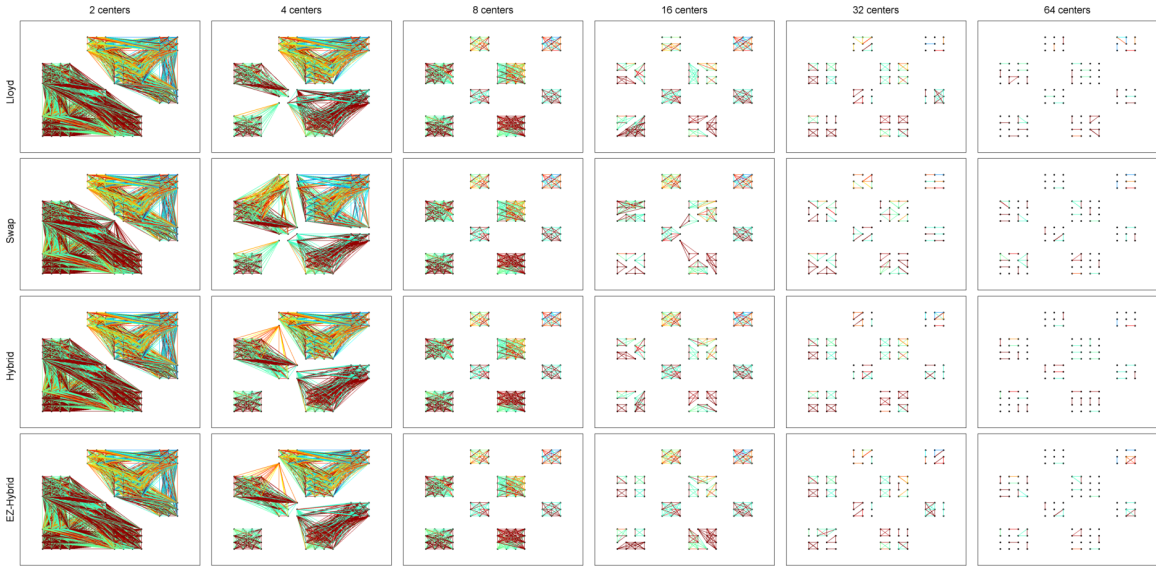 2 centers
4 centers
8 centers
16 centers
32 centers
64 centers
Lloyd
Swap
Hybrid
EZ-Hybrid